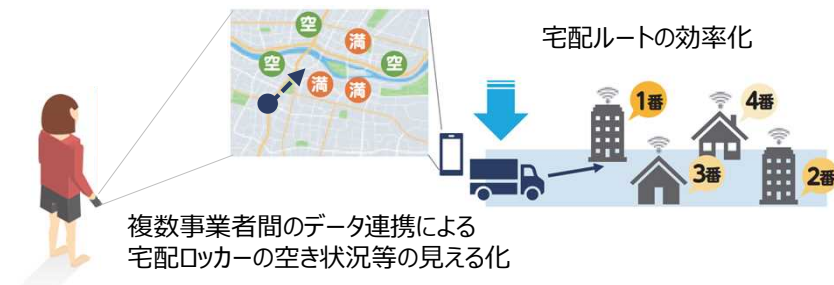 宅配ルートの効率化
空
満
空
空
満
満
1番
4番
3番
2番
複数事業者間のデータ連携による
宅配ロッカーの空き状況等の見える化